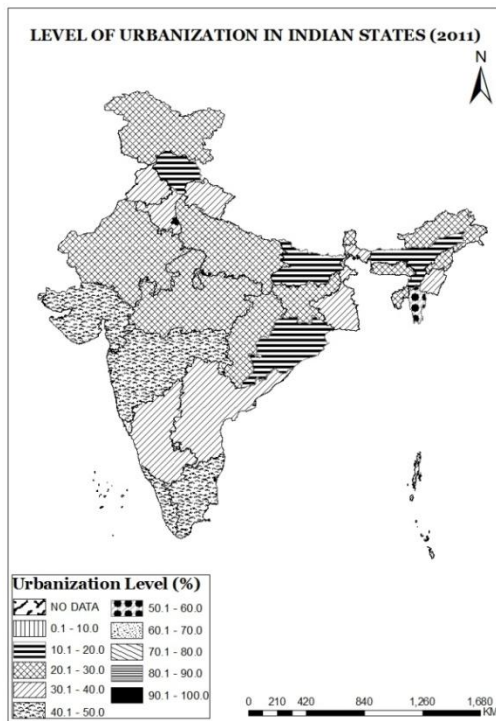 LEVEL OF URBANIZATION IN INDIAN STATES (2011)
N
Urbanization Level (%)
NO DATA
0.1 - 10.0
10.1 - 20.0
20.1 - 30.0
30.1 - 40.0
40.1 - 50.0
50.1 - 60.0
60.1 - 70.0
70.1 - 80.0
80.1 - 90.0
90.1 - 100.0
0 210 420 840 1,260 1,680
KM